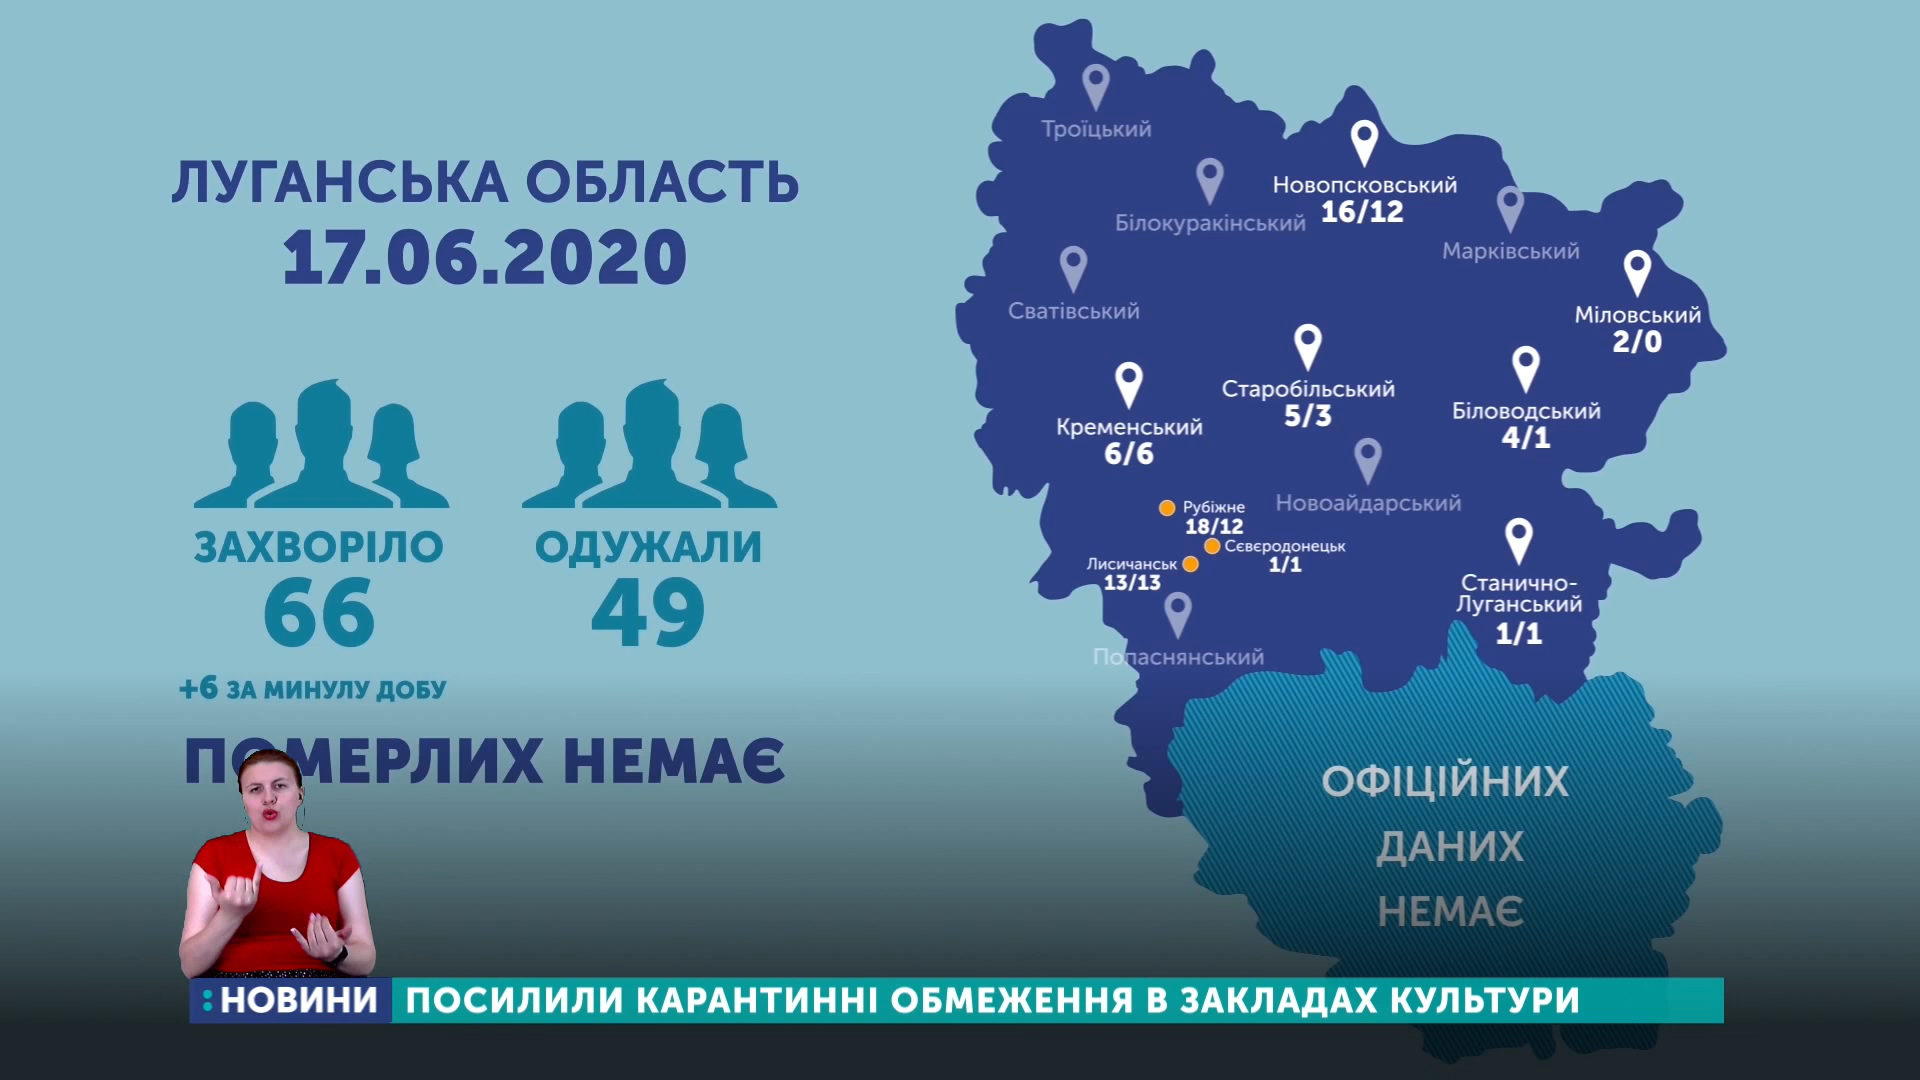 ЛУГАНСЬКА ОБЛАСТЬ
17.06.2020
ЗАХВОРІЛО
66
+6 ЗА МИНУЛУ ДОБУ
ОДУЖАЛИ
49
ПОМЕРЛИХ НЕМАЄ
Троїцький
Білокуракінський
Новопсковський
16/12
Марківський
Сватівський
Міловський
2/0
Старобільський
5/3
Біловодський
4/1
Кременський
6/6
Новоайдарський
Рубіжне
18/12
Сєвєродонецьк
1/1
Лисичанськ
13/13
Станично-
Луганський
1/1
Попаснянський
ОФІЦІЙНИХ
ДАНИХ
НЕМАЄ
: НОВИНИ
ПОСИЛИЛИ КАРАНТИННІ ОБМЕЖЕННЯ В ЗАКЛАДАХ КУЛЬТУРИ